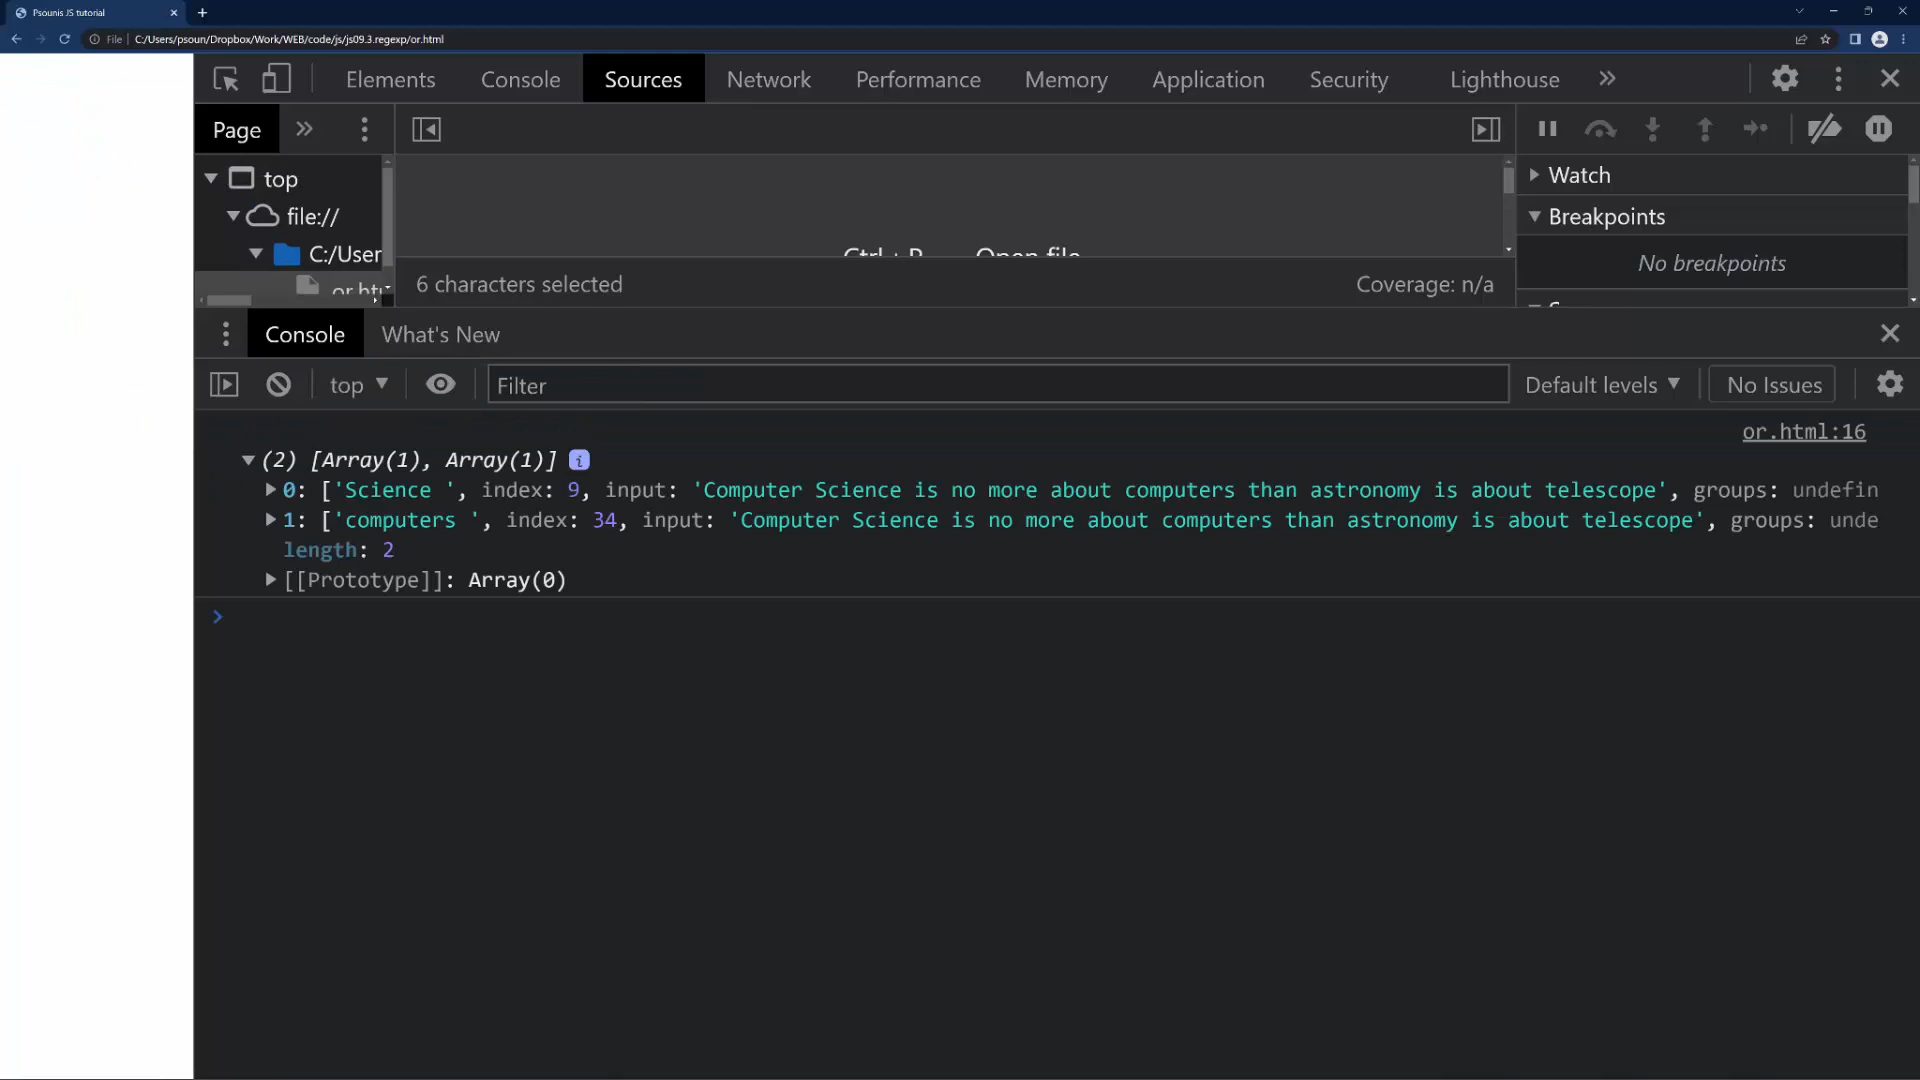 Psounis JS tutorial
File C:/Users/psoun/Dropbox/Work/WEB/code/js/js09.3.regexp/or.html
Elements Console Sources Network Performance Memory Application Security Lighthouse
Page
top
file://
C:/User
Ctrl + P Open file
6 characters selected
Coverage: n/a
Watch
Breakpoints
No breakpoints
Console What's New
top Filter Default levels No Issues
or.html:16
(2) [Array(1), Array(1)] i
0: ['Science ', index: 9, input: 'Computer Science is no more about computers than astronomy is about telescope', groups: undefin
1: ['computers ', index: 34, input: 'Computer Science is no more about computers than astronomy is about telescope', groups: unde
length: 2
[[Prototype]]: Array(0)